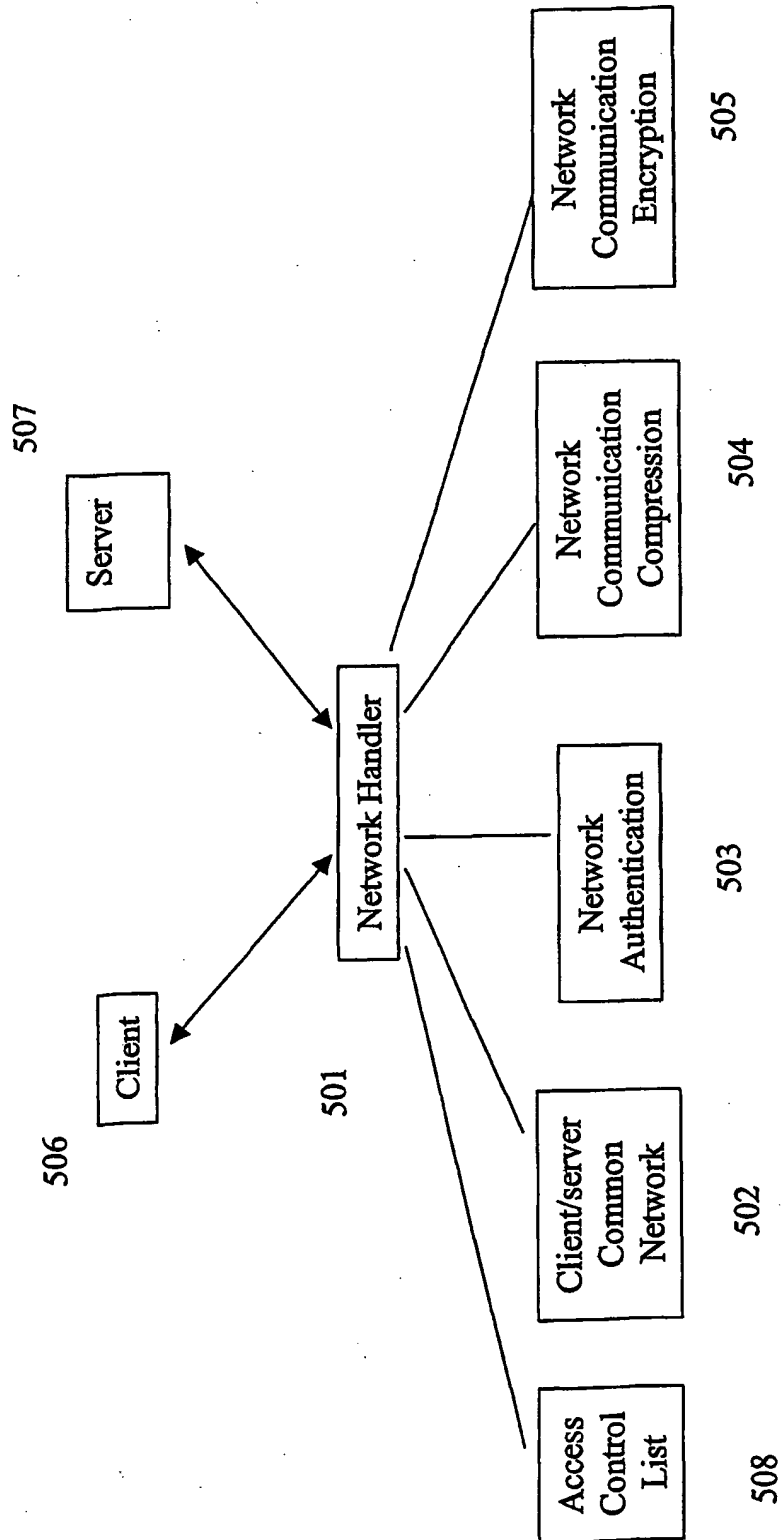 507
Server
506
Client
Network Handler
501
Access
Control
List
508
Client/server
Common
Network
502
Network
Authentication
503
Network
Communication
Compression
504
Network
Communication
Encryption
505